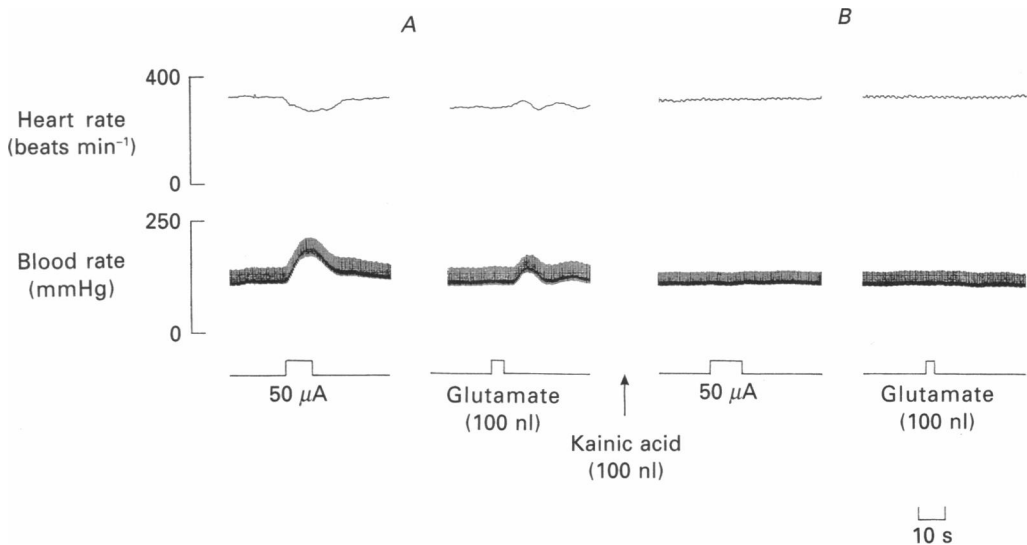 A
B
400
Heart rate
(beats min⁻¹)
0
250
Blood rate
(mmHg)
0
50 μA
Glutamate
(100 nl)
Kainic acid
(100 nl)
50 μA
Glutamate
(100 nl)
10 s